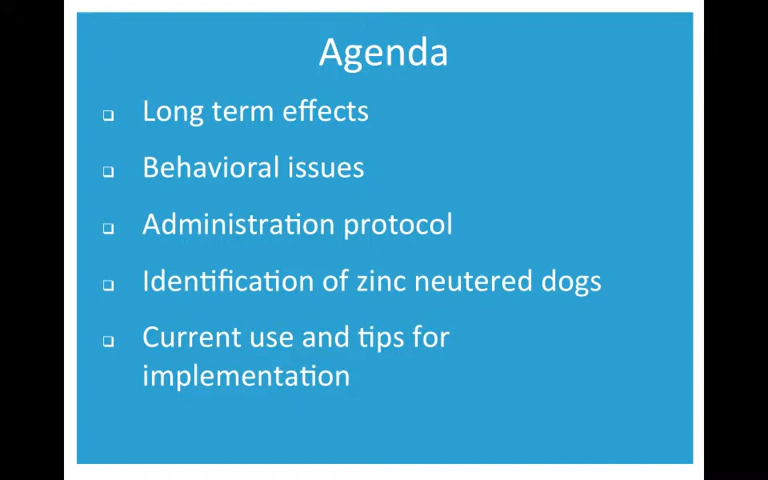 Agenda
Long term effects
Behavioral issues
Administration protocol
Identification of zinc neutered dogs
Current use and tips for
implementation